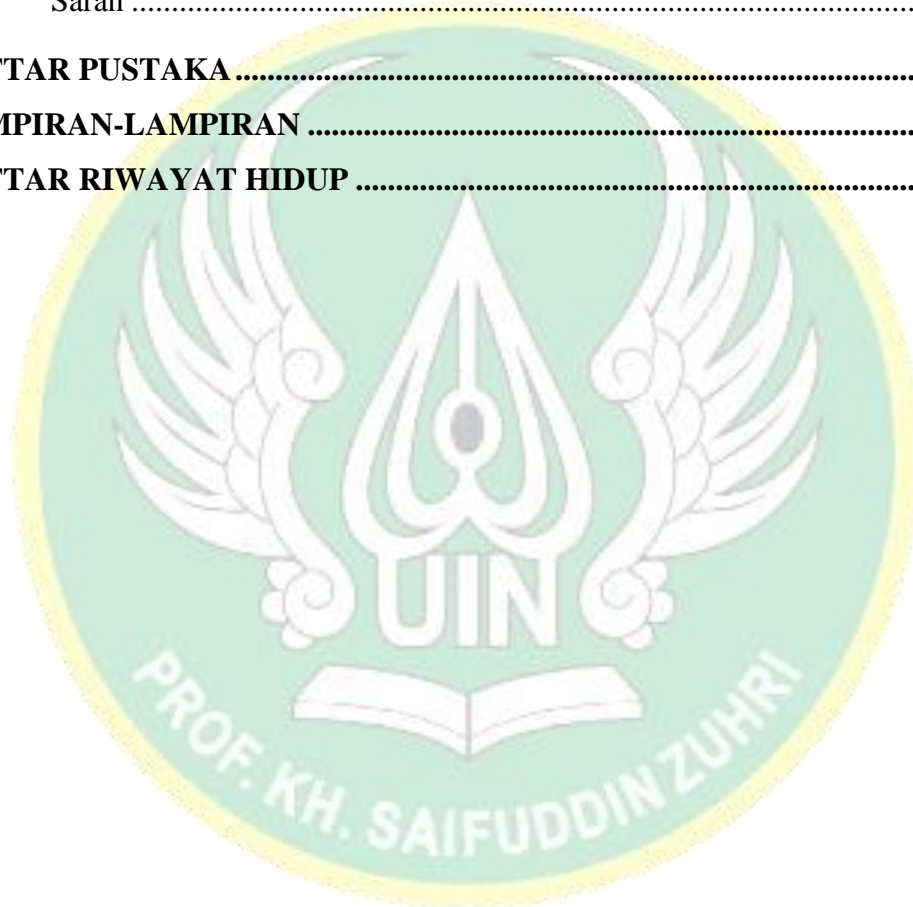 Saran ....................................................................................................
TAR PUSTAKA ....................................................................................
MPIRAN-LAMPIRAN ...........................................................................
TAR RIWAYAT HIDUP ......................................................................
UIN
PROF. KH. SAIFUDDIN ZUHRI